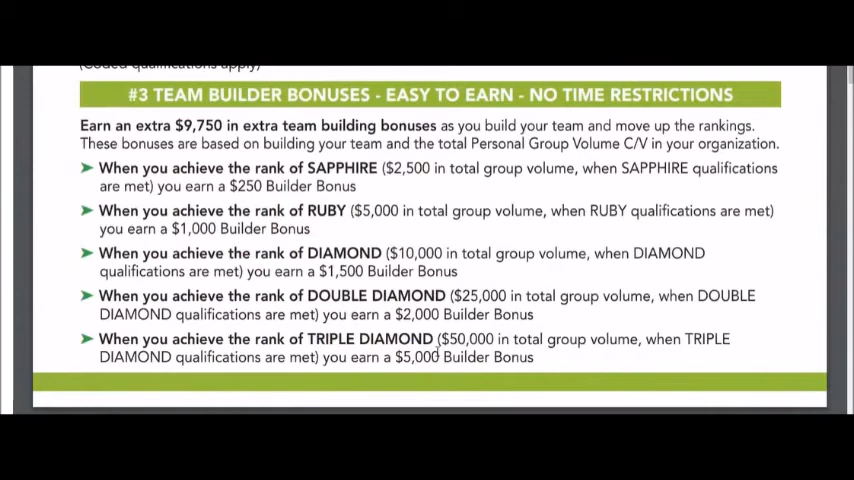 (Coded qualifications apply)
#3 TEAM BUILDER BONUSES - EASY TO EARN - NO TIME RESTRICTIONS
Earn an extra $9,750 in extra team building bonuses as you build your team and move up the rankings.
These bonuses are based on building your team and the total Personal Group Volume C/V in your organization.
➤ When you achieve the rank of SAPPHIRE ($2,500 in total group volume, when SAPPHIRE qualifications
are met) you earn a $250 Builder Bonus
➤ When you achieve the rank of RUBY ($5,000 in total group volume, when RUBY qualifications are met)
you earn a $1,000 Builder Bonus
➤ When you achieve the rank of DIAMOND ($10,000 in total group volume, when DIAMOND
qualifications are met) you earn a $1,500 Builder Bonus
➤ When you achieve the rank of DOUBLE DIAMOND ($25,000 in total group volume, when DOUBLE
DIAMOND qualifications are met) you earn a $2,000 Builder Bonus
➤ When you achieve the rank of TRIPLE DIAMOND ($50,000 in total group volume, when TRIPLE
DIAMOND qualifications are met) you earn a $5,000 Builder Bonus